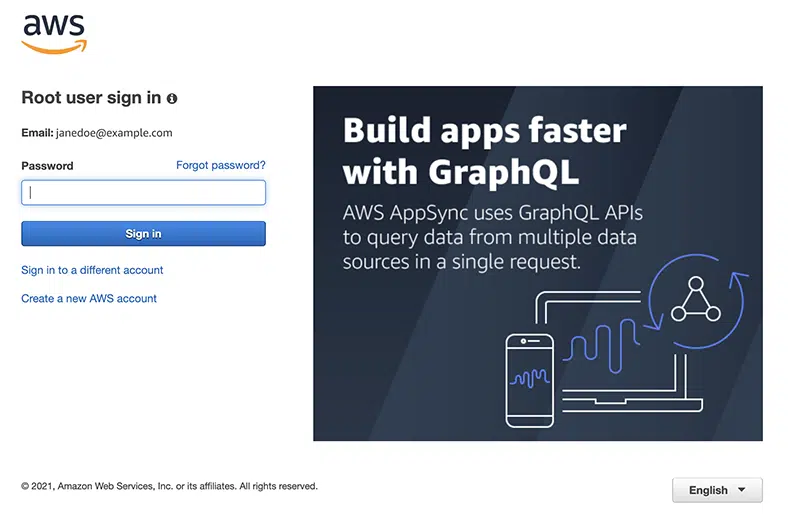 aws
Root user sign in
Email: janedoe@example.com
Password
Forgot password?
Sign in
Sign in to a different account
Create a new AWS account
Build apps faster
with GraphQL
AWS AppSync uses GraphQL APIs
to query data from multiple data
sources in a single request.
© 2021, Amazon Web Services, Inc. or its affiliates. All rights reserved.
English